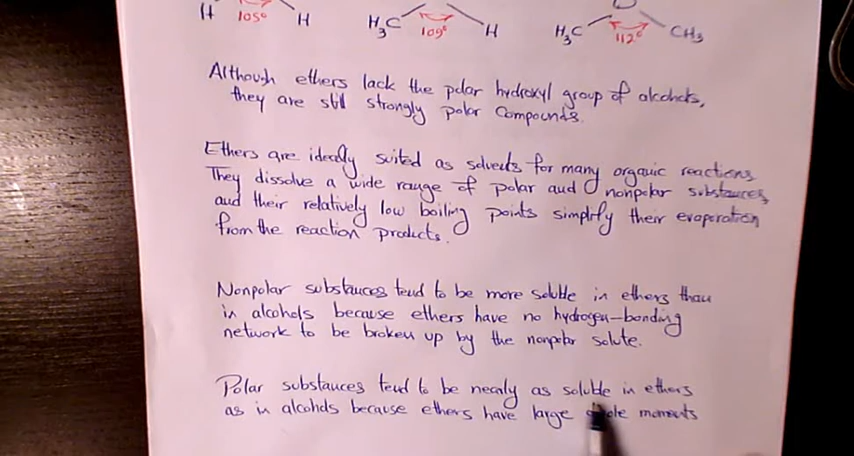 H 105° H H₃C 109° H H₃C 112° CH₃
Although ethers lack the polar hydroxyl group of alcohols,
they are still strongly polar compounds.
Ethers are ideally suited as solvents for many organic reactions.
They dissolve a wide range of polar and nonpolar substances,
and their relatively low boiling points simplify their evaporation
from the reaction products.
Nonpolar substances tend to be more soluble in ethers than
in alcohols because ethers have no hydrogen-bonding
network to be broken up by the nonpolar solute.
Polar substances tend to be nearly as soluble in ethers
as in alcohols because ethers have large moments